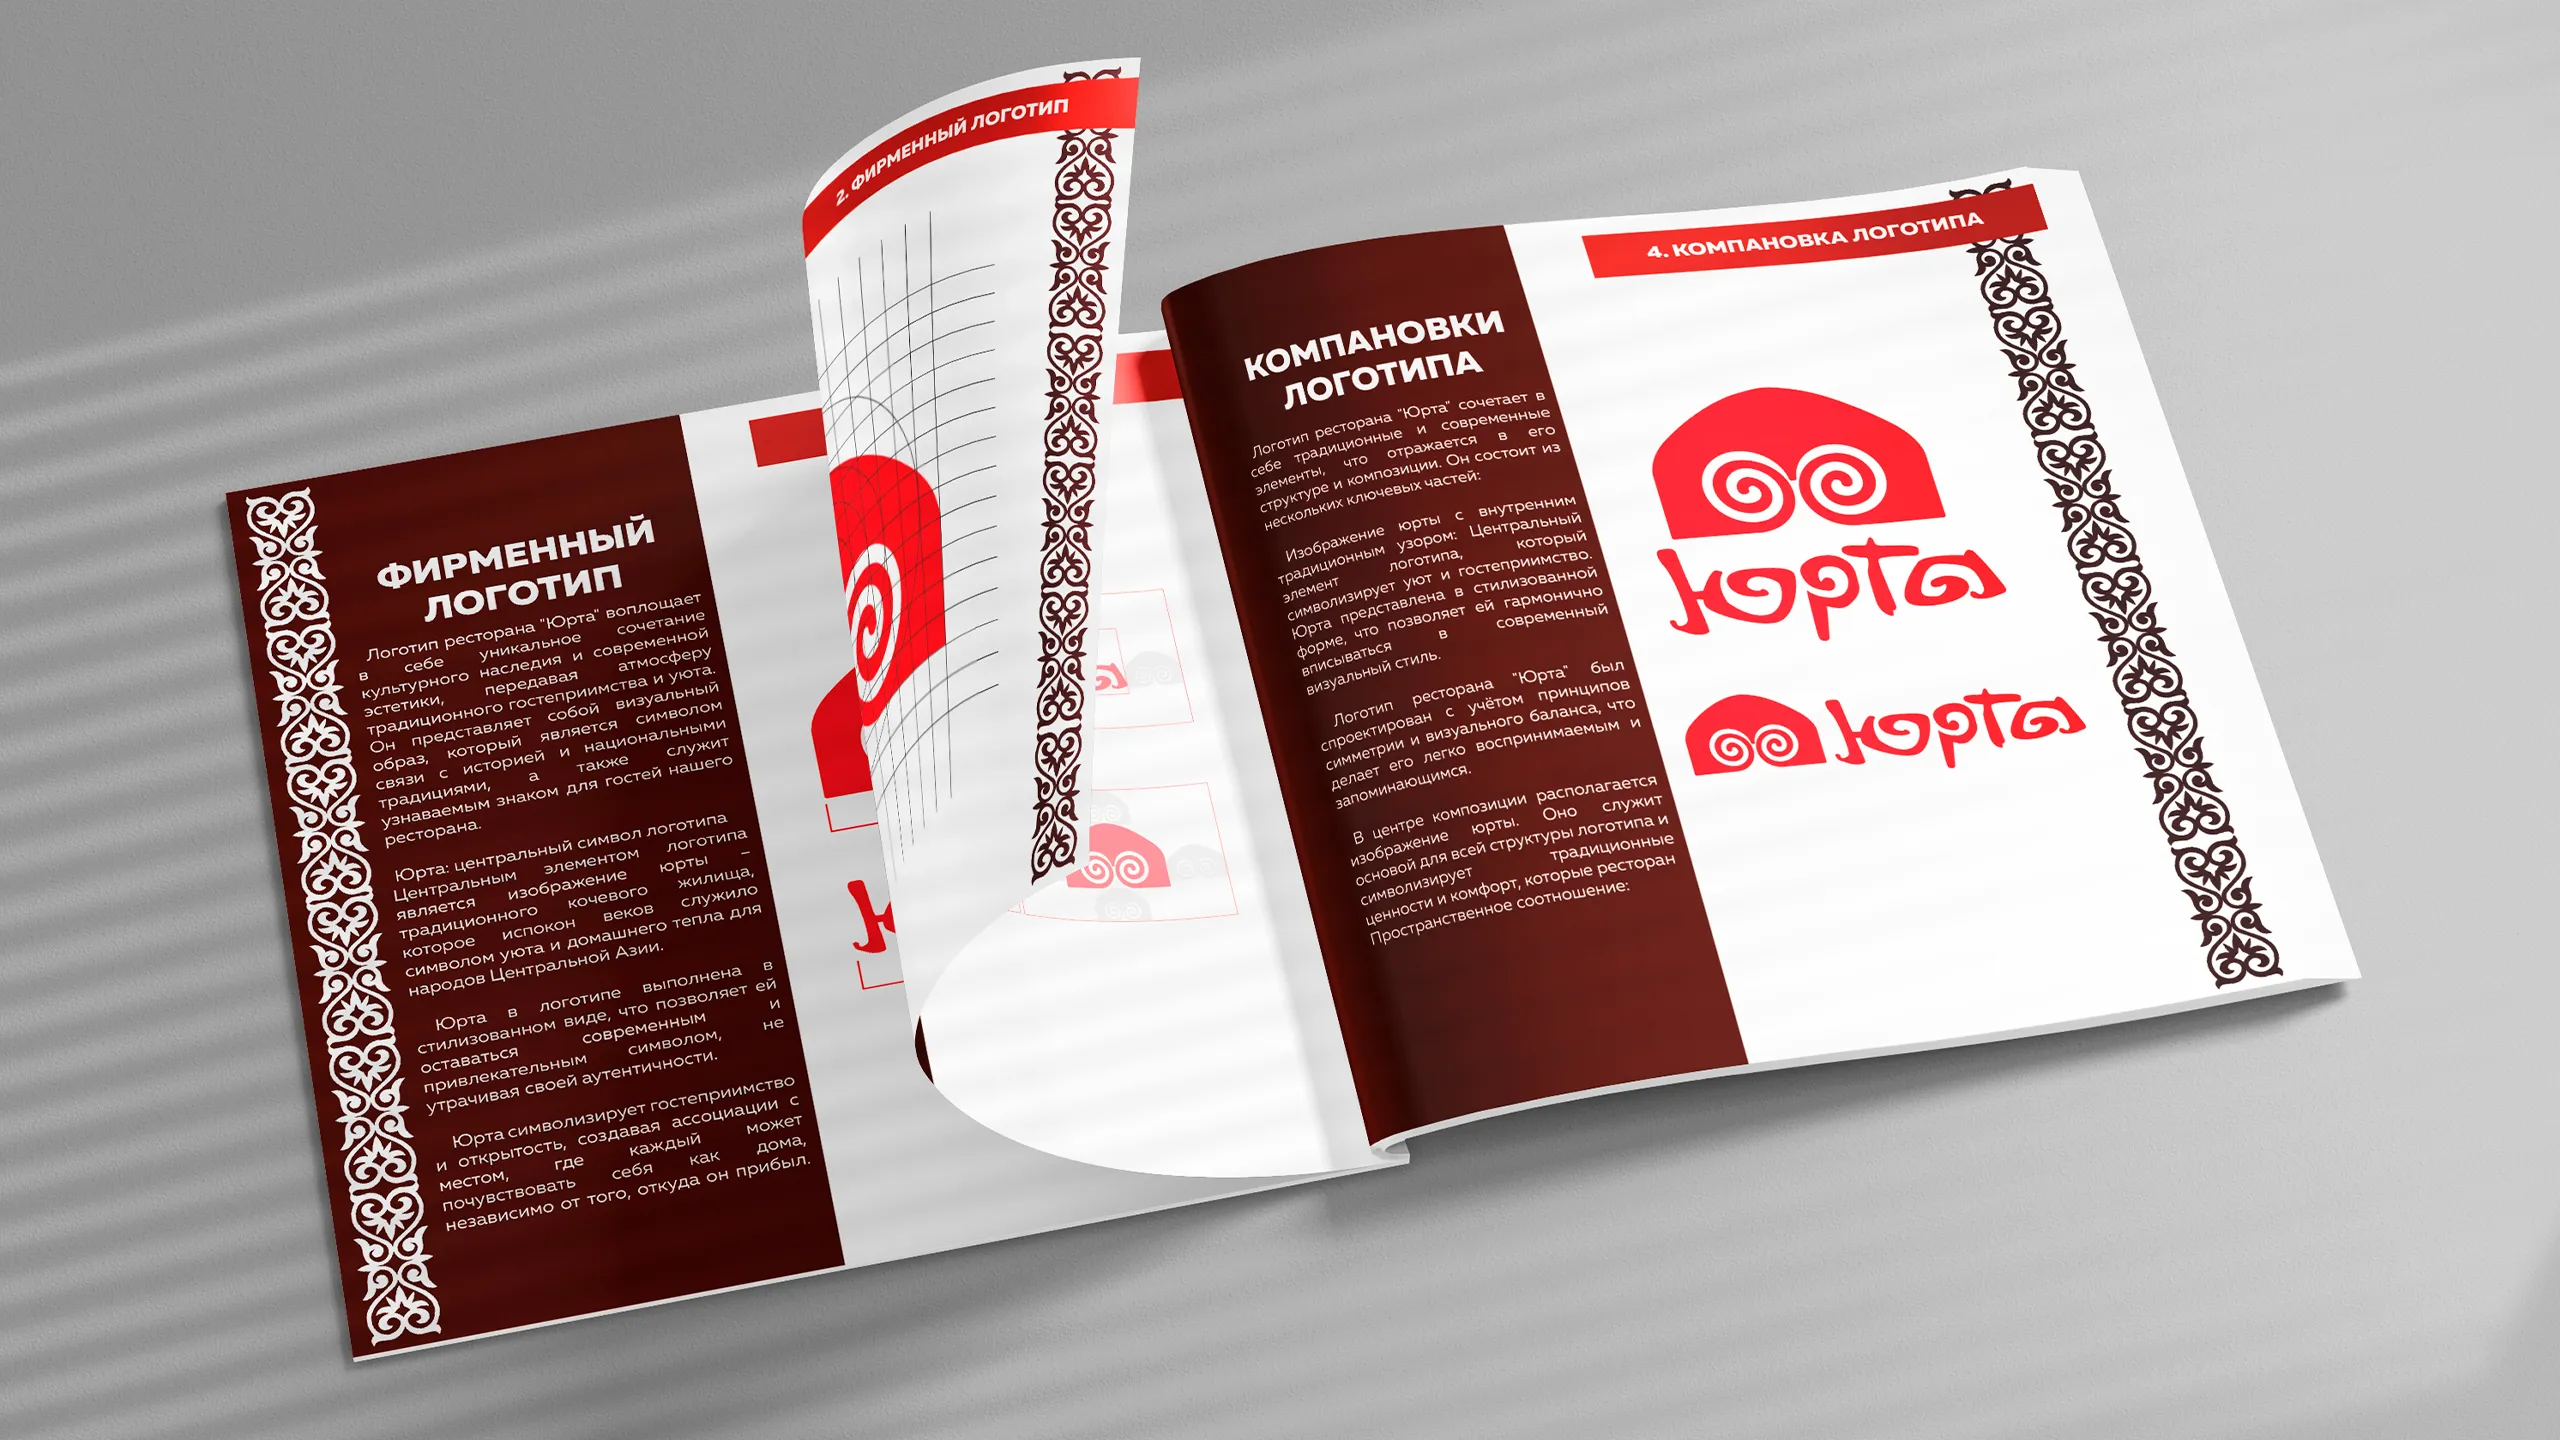 ФИРМЕННЫЙ
ЛОГОТИП
Логотип ресторана "Юрта" воплощает
в себе уникальное сочетание
культурного наследия и современной
эстетики, передавая атмосферу
традиционного гостеприимства и уюта.
Он представляет собой визуальный
образ, который является символом
связи с историей и национальными
традициями, а также служит
узнаваемым знаком для гостей нашего
ресторана.
Юрта: центральный символ логотипа
Центральным элементом логотипа
является изображение юрты –
традиционного кочевого жилища,
которое испокон веков служило
символом уюта и домашнего тепла для
народов Центральной Азии.
Юрта в логотипе выполнена в
стилизованном виде, что позволяет ей
оставаться современным и
привлекательным символом, не
утрачивая своей аутентичности.
Юрта символизирует гостеприимство
и открытость, создавая ассоциации с
местом, где каждый может
почувствовать себя как дома,
независимо от того, откуда он прибыл.
2. ФИРМЕННЫЙ ЛОГОТИП
КОМПАНОВКИ
ЛОГОТИПА
Логотип ресторана "Юрта" сочетает в
себе традиционные и современные
элементы, что отражается в его
структуре и композиции. Он состоит из
нескольких ключевых частей:
Изображение юрты с внутренним
традиционным узором: Центральный
элемент логотипа, который
символизирует уют и гостеприимство.
Юрта представлена в стилизованной
форме, что позволяет ей гармонично
вписываться в современный
визуальный стиль.
Логотип ресторана "Юрта" был
спроектирован с учётом принципов
симметрии и визуального баланса, что
делает его легко воспринимаемым и
запоминающимся.
В центре композиции располагается
изображение юрты. Оно служит
основой для всей структуры логотипа и
символизирует традиционные
ценности и комфорт, которые ресторан
Пространственное соотношение:
4. КОМПАНОВКА ЛОГОТИПА
Юрта
Юрта